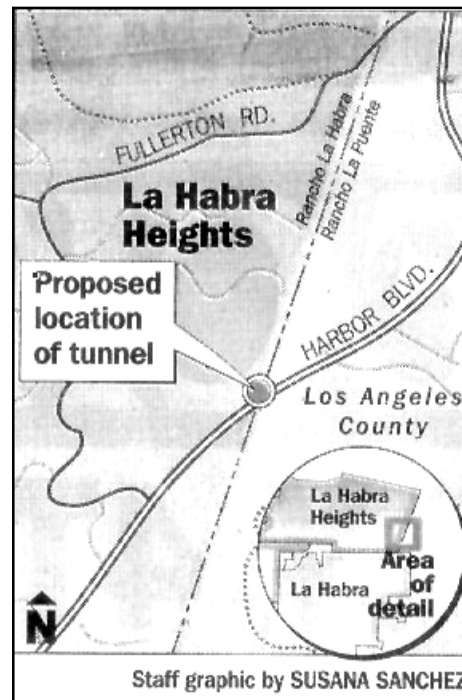 FULLERTON RD.
Rancho La Habra
Rancho La Puente
La Habra
Heights
Proposed
location
of tunnel
HARBOR BLVD.
Los Angeles
County
La Habra
Heights
La Habra
Area
of
detail
N
Staff graphic by SUSANA SANCHEZ